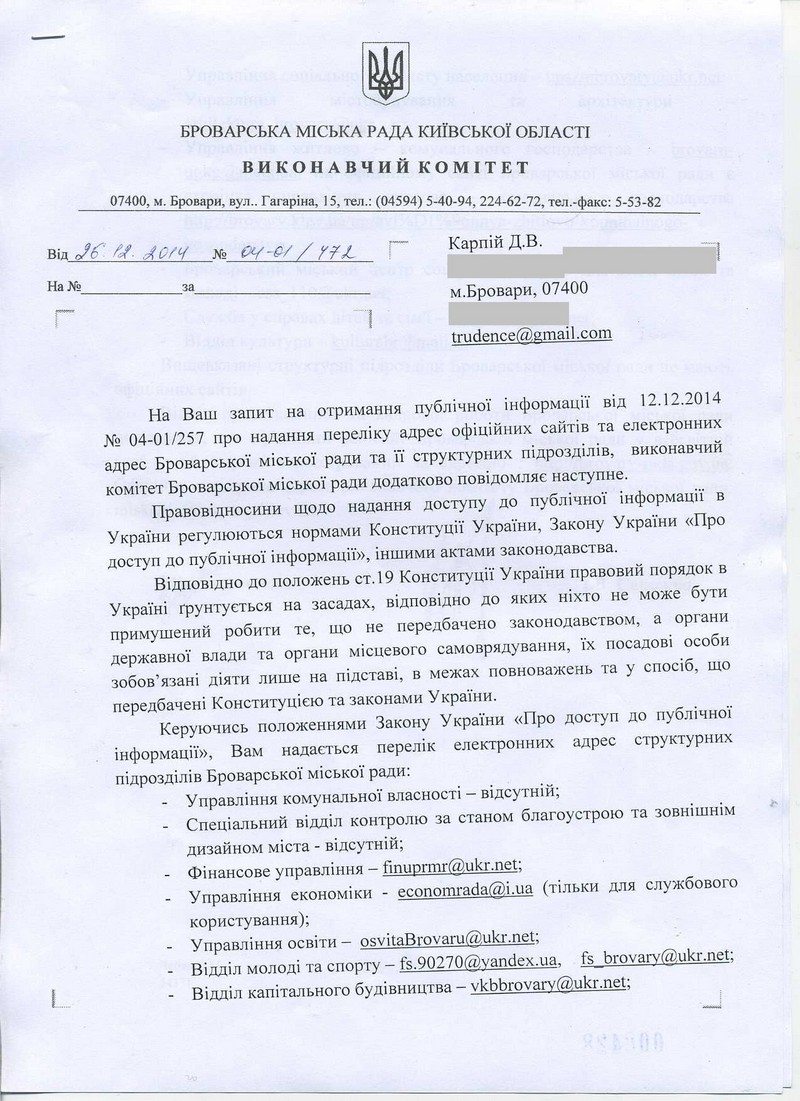 БРОВАРСЬКА МІСЬКА РАДА КИЇВСЬКОЇ ОБЛАСТІ
ВИКОНАВЧИЙ КОМІТЕТ
07400, м. Бровари, вул.. Гагаріна, 15, тел.: (04594) 5-40-94, 224-62-72, тел.-факс: 5-53-82
Від 26.12.2014 № 04-01/472
На №____________за
Карпій Д.В.
м.Бровари, 07400
trudence@gmail.com
На Ваш запит на отримання публічної інформації від 12.12.2014
№ 04-01/257 про надання переліку адрес офіційних сайтів та електронних
адрес Броварської міської ради та її структурних підрозділів, виконавчий
комітет Броварської міської ради додатково повідомляє наступне.
Правовідносини щодо надання доступу до публічної інформації в
України регулюються нормами Конституції України, Закону України «Про
доступ до публічної інформації», іншими актами законодавства.
Відповідно до положень ст.19 Конституції України правовий порядок в
Україні ґрунтується на засадах, відповідно до яких ніхто не може бути
примушений робити те, що не передбачено законодавством, а органи
державної влади та органи місцевого самоврядування, їх посадові особи
зобов’язані діяти лише на підставі, в межах повноважень та у спосіб, що
передбачені Конституцією та законами України.
Керуючись положеннями Закону України «Про доступ до публічної
інформації», Вам надається перелік електронних адрес структурних
підрозділів Броварської міської ради:
- Управління комунальної власності – відсутній;
- Спеціальний відділ контролю за станом благоустрою та зовнішнім
дизайном міста - відсутній;
- Фінансове управління – finuprmr@ukr.net;
- Управління економіки - economrada@i.ua (тільки для службового
користування);
- Управління освіти – osvitaBrovaru@ukr.net;
- Відділ молоді та спорту – fs.90270@yandex.ua, fs_brovary@ukr.net;
- Відділ капітального будівництва – vkbbrovary@ukr.net;